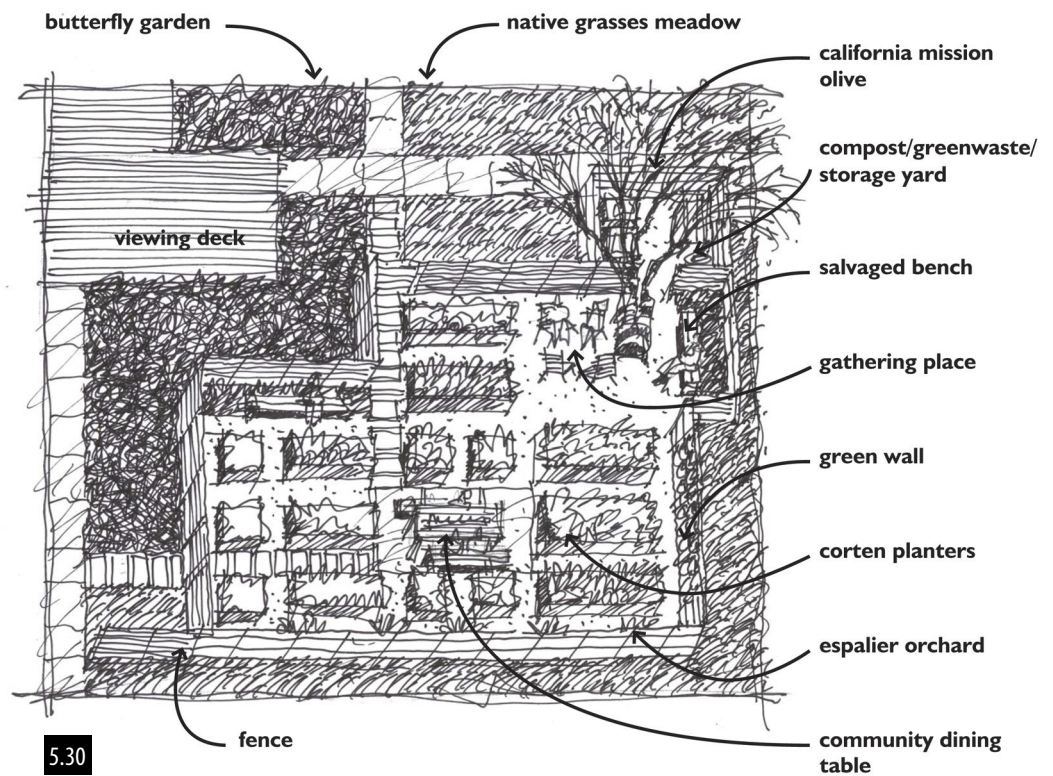 butterfly garden
native grasses meadow
california mission
olive
compost/greenwaste/
storage yard
viewing deck
salvaged bench
gathering place
green wall
corten planters
espalier orchard
fence
community dining
table
5.30